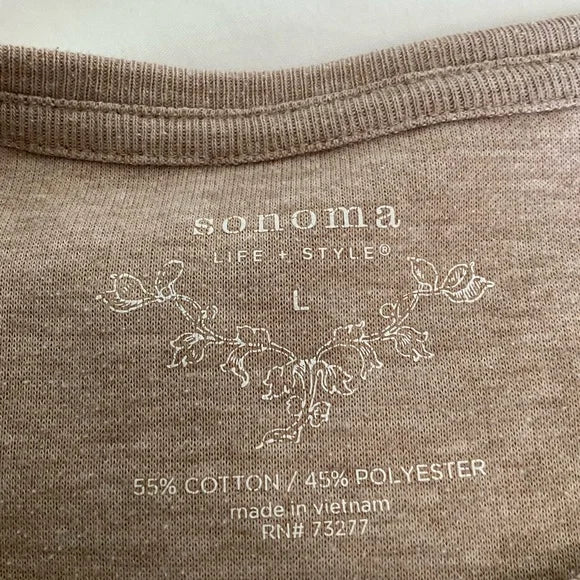 sonoma
LIFE + STYLE®
L
55% COTTON / 45% POLYESTER
made in vietnam
RN# 73277